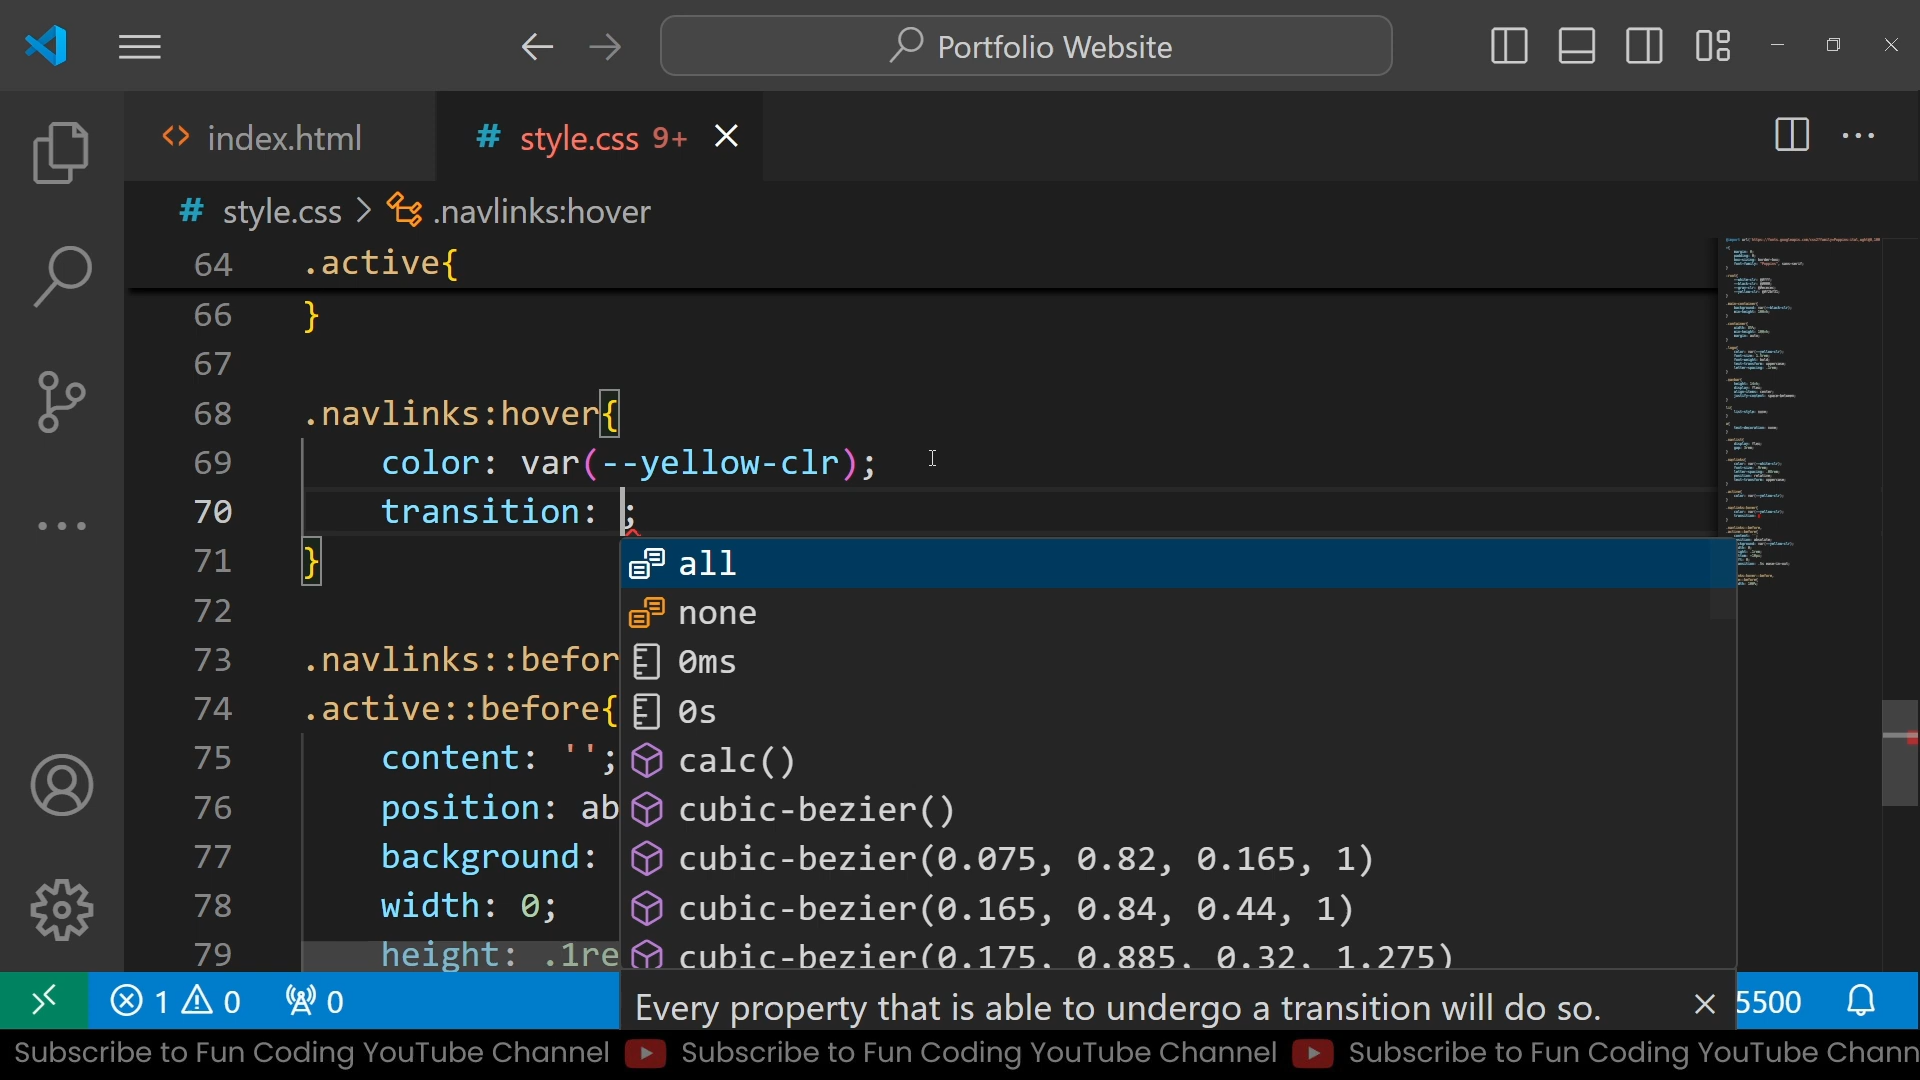 Portfolio Website
index.html
# style.css 9+
# style.css > .navlinks:hover
64 .active{
66 }
67
68 .navlinks:hover{
69 color: var(--yellow-clr);
70 transition: ;
71 }
72
73 .navlinks::befor
74 .active::before{
75 content: '';
76 position: ab
77 background:
78 width: 0;
79 height: .1re
all
none
0ms
0s
calc()
cubic-bezier()
cubic-bezier(0.075, 0.82, 0.165, 1)
cubic-bezier(0.165, 0.84, 0.44, 1)
cubic-bezier(0.175, 0.885, 0.32, 1.275)
Every property that is able to undergo a transition will do so.
1 0 0
5500
Subscribe to Fun Coding YouTube Channel Subscribe to Fun Coding YouTube Channel Subscribe to Fun Coding YouTube Chann